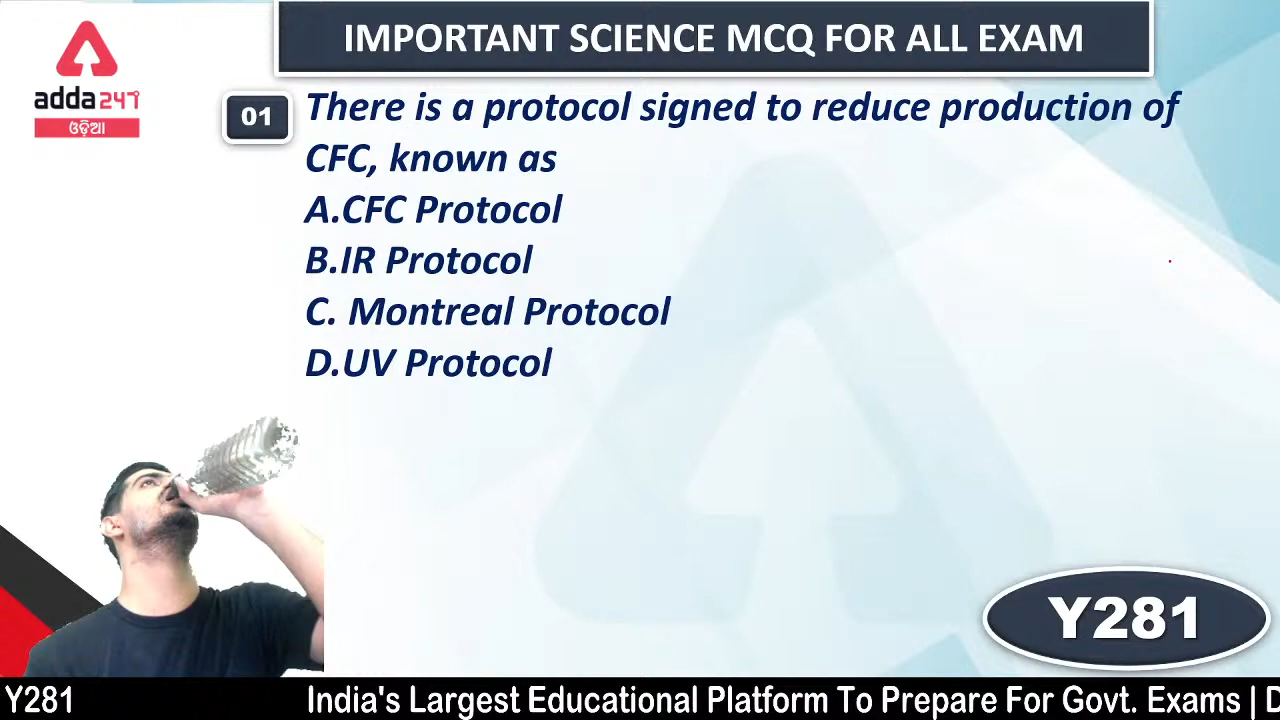 IMPORTANT SCIENCE MCQ FOR ALL EXAM
adda247
ଓଡ଼ିଆ
01
There is a protocol signed to reduce production of
CFC, known as
A.CFC Protocol
B.IR Protocol
C. Montreal Protocol
D.UV Protocol
Y281
Y281
India's Largest Educational Platform To Prepare For Govt. Exams |